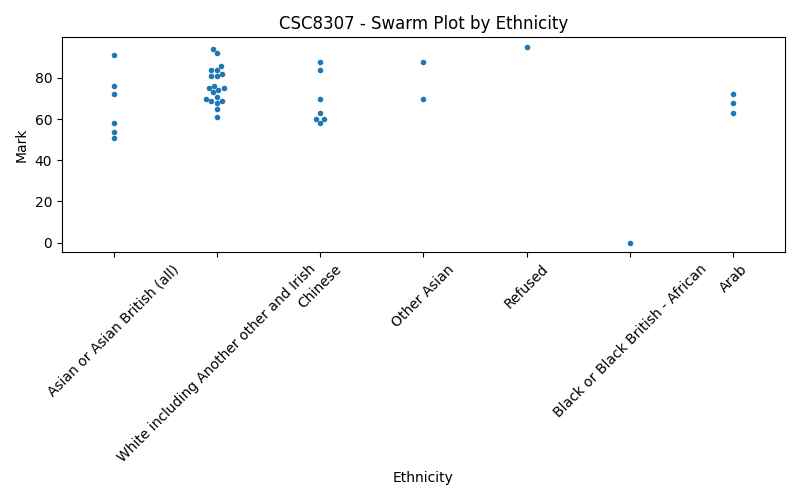 CSC8307 - Swarm Plot by Ethnicity
Mark
80
60
40
20
0
Asian or Asian British (all)
White including Another other and Irish
Chinese
Other Asian
Refused
Black or Black British - African
Arab
Ethnicity